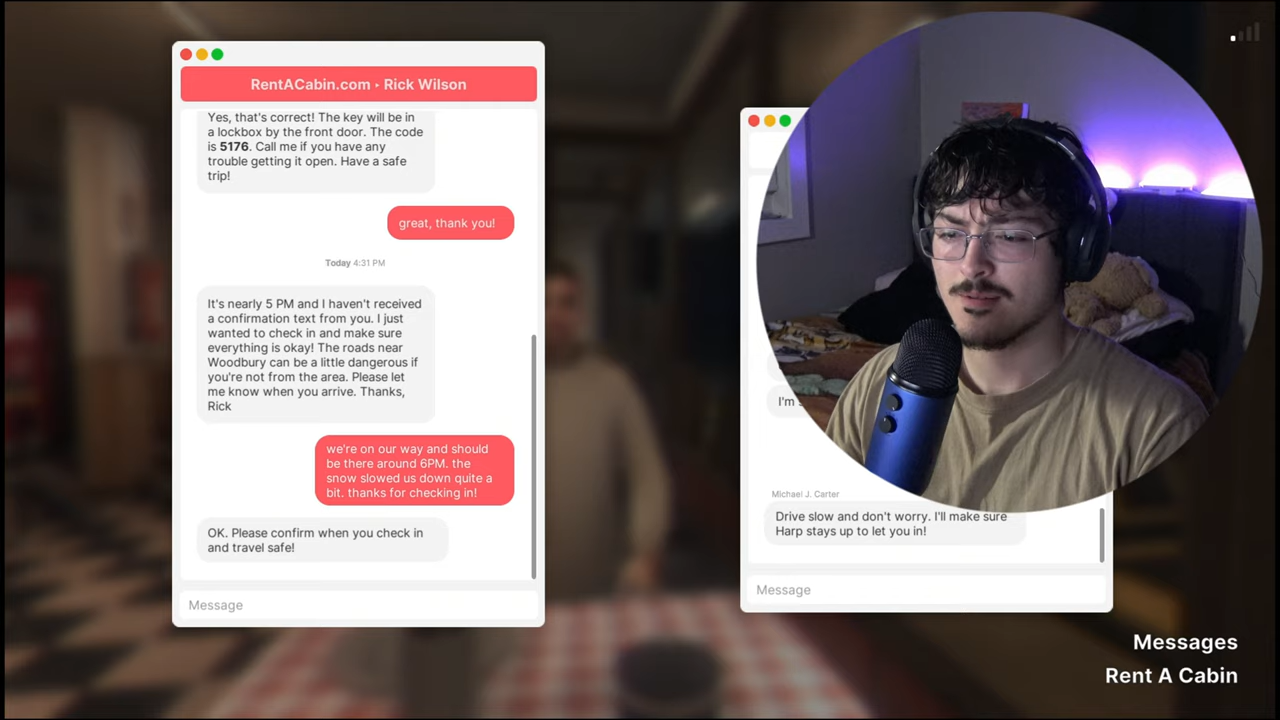 RentACabin.com • Rick Wilson
Yes, that's correct! The key will be in
a lockbox by the front door. The code
is 5176. Call me if you have any
trouble getting it open. Have a safe
trip!
great, thank you!
Today 4:31 PM
It's nearly 5 PM and I haven't received
a confirmation text from you. I just
wanted to check in and make sure
everything is okay! The roads near
Woodbury can be a little dangerous if
you're not from the area. Please let
me know when you arrive. Thanks,
Rick
we're on our way and should
be there around 6PM. the
snow slowed us down quite a
bit. thanks for checking in!
OK. Please confirm when you check in
and travel safe!
Message
I'm
Michael J. Carter
Drive slow and don't worry. I'll make sure
Harp stays up to let you in!
Message
Messages
Rent A Cabin